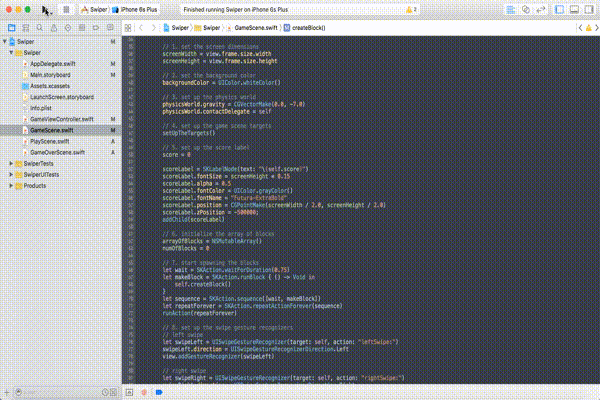 Swiper
iPhone 6s Plus
Finished running Swiper on iPhone 6s Plus
2
Swiper
Swiper
GameScene.swift
createBlock()
Swiper
M
Swiper
AppDelegate.swift
M
Main.storyboard
M
Assets.xcassets
LaunchScreen.storyboard
Info.plist
GameViewController.swift
M
GameScene.swift
M
PlayScene.swift
A
GameOverScene.swift
A
SwiperTests
SwiperUITests
Products
// 1. set the screen dimensions
screenWidth = view.frame.size.width
screenHeight = view.frame.size.height
// 2. set the background color
backgroundColor = UIColor.whiteColor()
// 3. set up the physics world
physicsWorld.gravity = CGVectorMake(0.0, -7.0)
physicsWorld.contactDelegate = self
// 4. set up the game scene targets
setUpTheTargets()
// 5. set up the score label
score = 0
scoreLabel = SKLabelNode(text: "\(self.score)")
scoreLabel.fontSize = screenHeight * 0.25
scoreLabel.alpha = 0.5
scoreLabel.fontColor = UIColor.grayColor()
scoreLabel.fontName = "Futura-ExtraBold"
scoreLabel.position = CGPointMake(screenWidth / 2.0, screenHeight / 2.0)
scoreLabel.zPosition = -500000;
addChild(scoreLabel)
// 6. initialize the array of blocks
arrayOfBlocks = NSMutableArray()
numOfBlocks = 0
// 7. start spawning the blocks
let wait = SKAction.waitForDuration(0.75)
let makeBlock = SKAction.runBlock { () -> Void in
self.createBlock()
}
let sequence = SKAction.sequence([wait, makeBlock])
let repeatForever = SKAction.repeatActionForever(sequence)
runAction(repeatForever)
// 8. set up the swipe gesture recognizers
// left swipe
let swipeLeft = UISwipeGestureRecognizer(target: self, action: "leftSwipe:")
swipeLeft.direction = UISwipeGestureRecognizerDirection.Left
view.addGestureRecognizer(swipeLeft)
// right swipe
let swipeRight = UISwipeGestureRecognizer(target: self, action: "rightSwipe:")